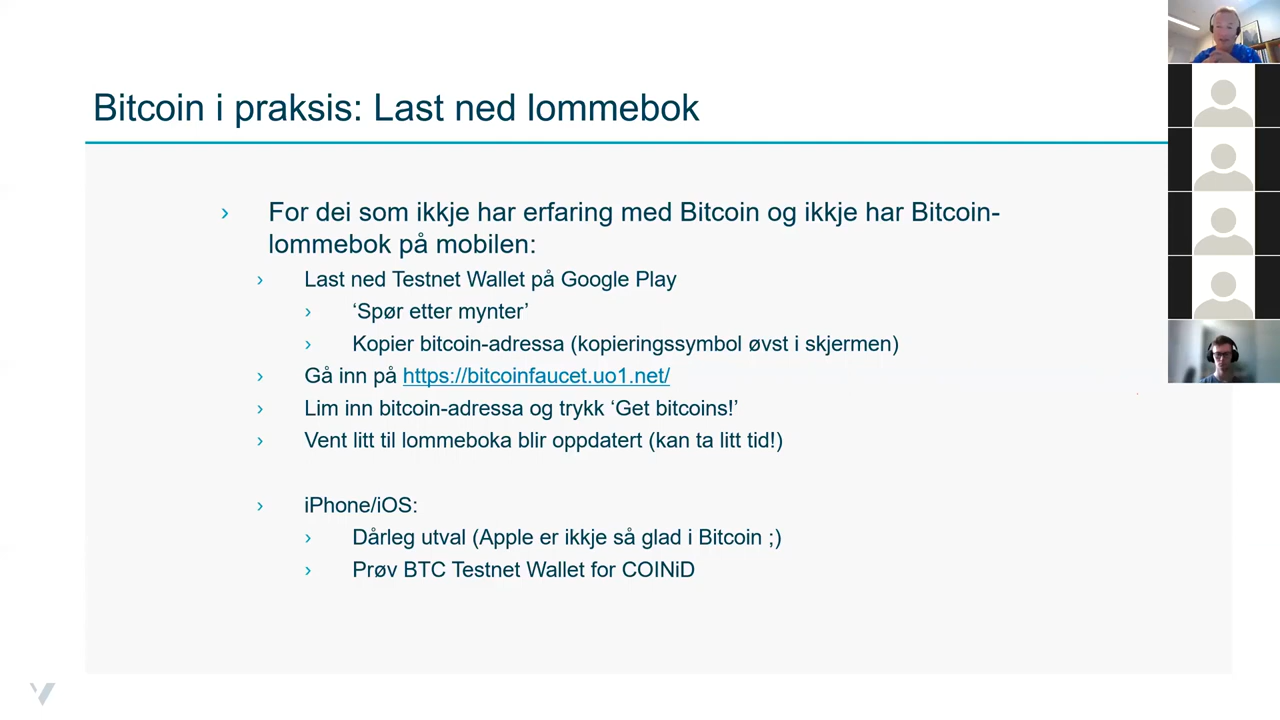 Bitcoin i praksis: Last ned lommebok
› For dei som ikkje har erfaring med Bitcoin og ikkje har Bitcoin-
lommebok på mobilen:
› Last ned Testnet Wallet på Google Play
› ‘Spør etter mynter’
› Kopier bitcoin-adressa (kopieringssymbol øvst i skjermen)
› Gå inn på https://bitcoinfaucet.uo1.net/
› Lim inn bitcoin-adressa og trykk ‘Get bitcoins!’
› Vent litt til lommeboka blir oppdatert (kan ta litt tid!)
› iPhone/iOS:
› Dårleg utval (Apple er ikkje så glad i Bitcoin ;)
› Prøv BTC Testnet Wallet for COINiD